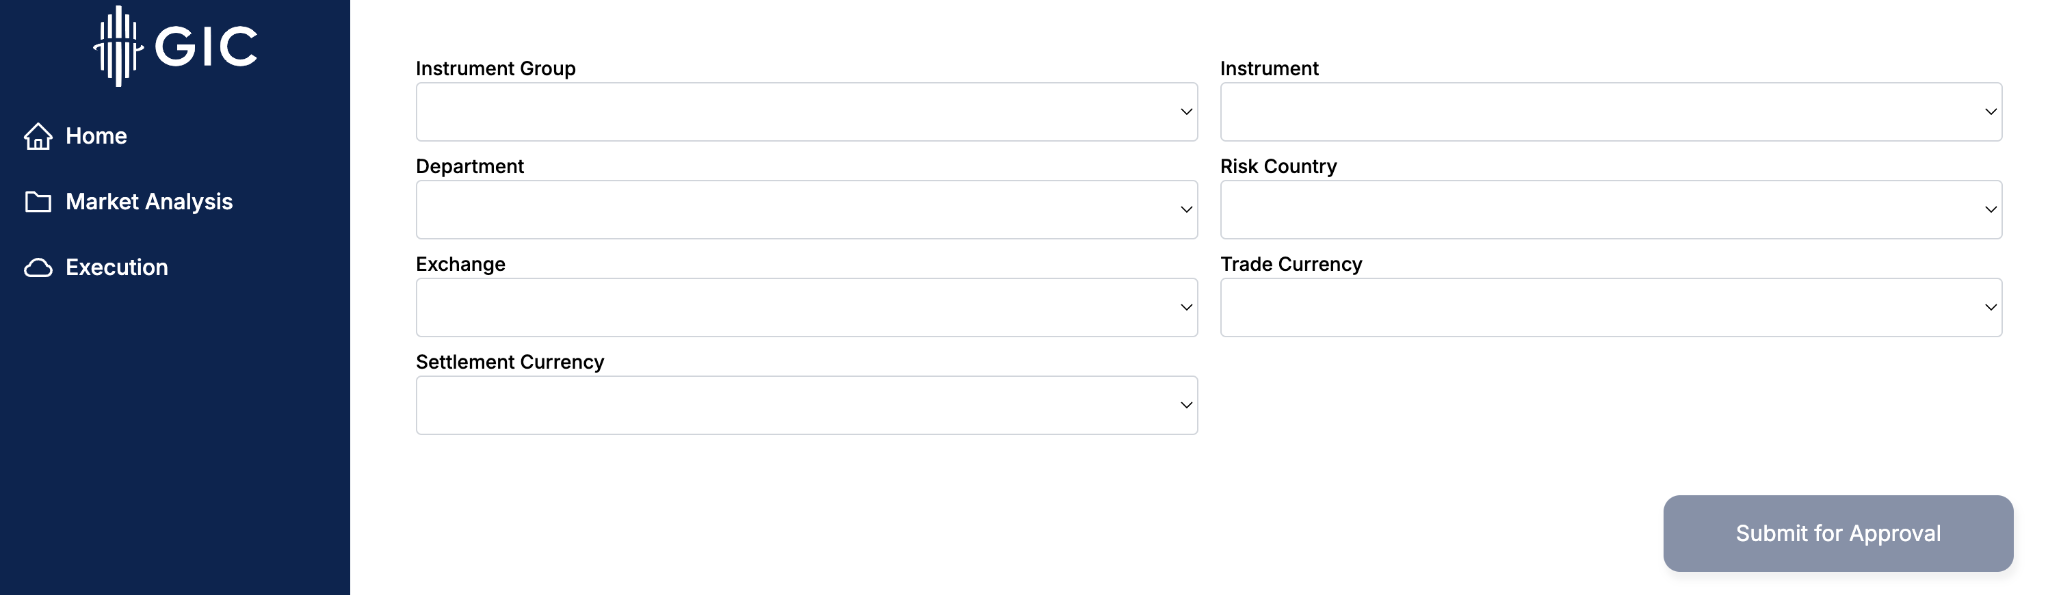 GIC
Home
Market Analysis
Execution
Instrument Group
Instrument
Department
Risk Country
Exchange
Trade Currency
Settlement Currency
Submit for Approval